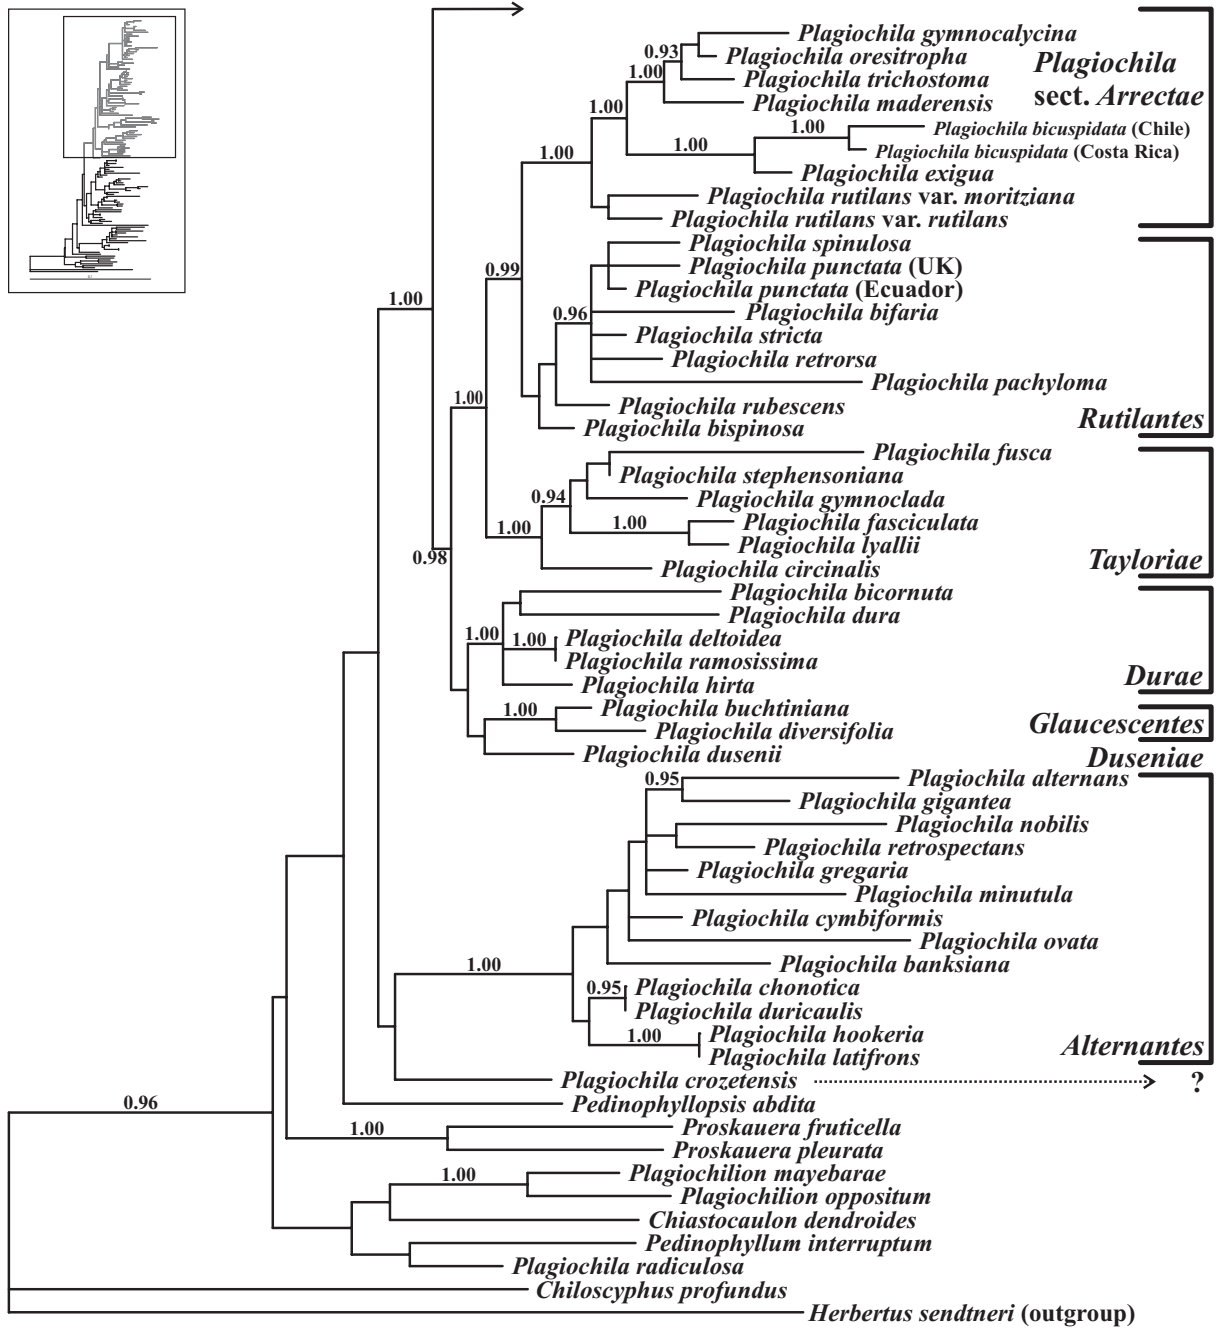 Plagiochila gymnocalycina
0.93
Plagiochila oresitropha
Plagiochila
1.00
Plagiochila trichostoma
sect. Arrectae
Plagiochila maderensis
1.00
1.00
Plagiochila bicuspidata (Chile)
1.00
Plagiochila bicuspidata (Costa Rica)
1.00
Plagiochila exigua
Plagiochila rutilans var. moritziana
Plagiochila rutilans var. rutilans
Plagiochila spinulosa
0.99
Plagiochila punctata (UK)
Plagiochila punctata (Ecuador)
1.00
0.96
Plagiochila bifaria
Plagiochila stricta
Plagiochila retrorsa
Plagiochila pachyloma
1.00
Plagiochila rubescens
Rutilantes
Plagiochila bispinosa
Plagiochila fusca
Plagiochila stephensoniana
0.94
Plagiochila gymnoclada
1.00
1.00
Plagiochila fasciculata
Plagiochila lyallii
0.98
Tayloriae
Plagiochila circinalis
Plagiochila bicornuta
Plagiochila dura
1.00
1.00
Plagiochila deltoidea
Plagiochila ramosissima
Durae
Plagiochila hirta
1.00
Plagiochila buchtiniana
Glaucescentes
Plagiochila diversifolia
Plagiochila dusenii
Duseniae
0.95
Plagiochila alternans
Plagiochila gigantea
Plagiochila nobilis
Plagiochila retrospectans
Plagiochila gregaria
Plagiochila minutula
Plagiochila cymbiformis
Plagiochila ovata
1.00
Plagiochila banksiana
0.95
Plagiochila chonotica
Plagiochila duricaulis
1.00
Plagiochila hookeria
Alternantes
Plagiochila latifrons
Plagiochila crozetensis
?
0.96
Pedinophyllopsis abdita
1.00
Proskauera fruticella
Proskauera pleurata
1.00
Plagiochilion mayebarae
Plagiochilion oppositum
Chiastocaulon dendroides
Pedinophyllum interruptum
Plagiochila radiculosa
Chiloscyphus profundus
Herbertus sendtneri (outgroup)